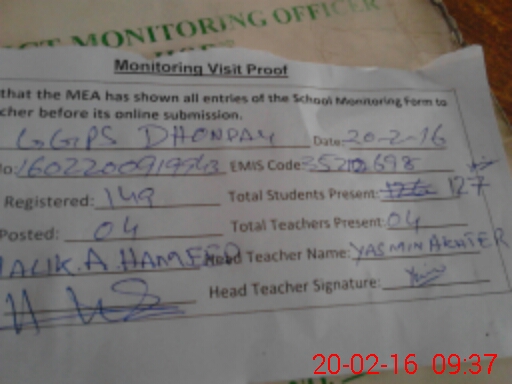 CT MONITORING OFFICER
Monitoring Visit Proof
that the MEA has shown all entries of the School Monitoring Form to
cher before its online submission.
GGPS DHONDAY Date: 20-2-16
No: EMIS Code:
Registered: 149 Total Students Present: 127
Posted: 04 Total Teachers Present: 04
MALIK.A.HAMEED Head Teacher Name: YASMIN AKHTER
Head Teacher Signature:
20-02-16 09:37